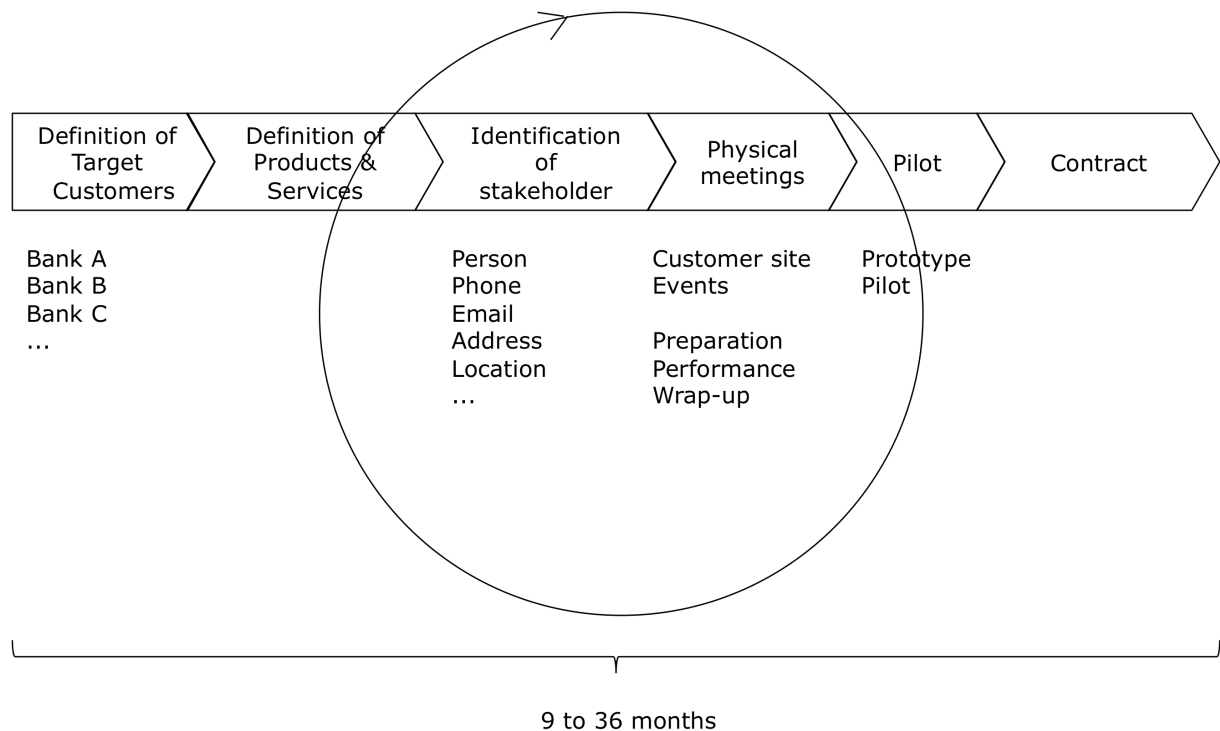 Definition of
Target
Customers
Definition of
Products &
Services
Identification
of
stakeholder
Physical
meetings
Pilot
Contract
Bank A
Bank B
Bank C
...
Person
Phone
Email
Address
Location
...
Customer site
Events
Preparation
Performance
Wrap-up
Prototype
Pilot
9 to 36 months